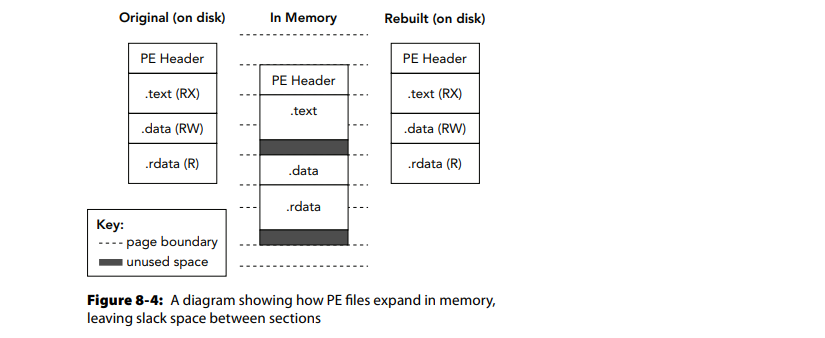 Original (on disk)
In Memory
Rebuilt (on disk)
PE Header
.text (RX)
.data (RW)
.rdata (R)
PE Header
.text
.data
.rdata
PE Header
.text (RX)
.data (RW)
.rdata (R)
Key:
page boundary
unused space
Figure 8-4: A diagram showing how PE files expand in memory,
leaving slack space between sections